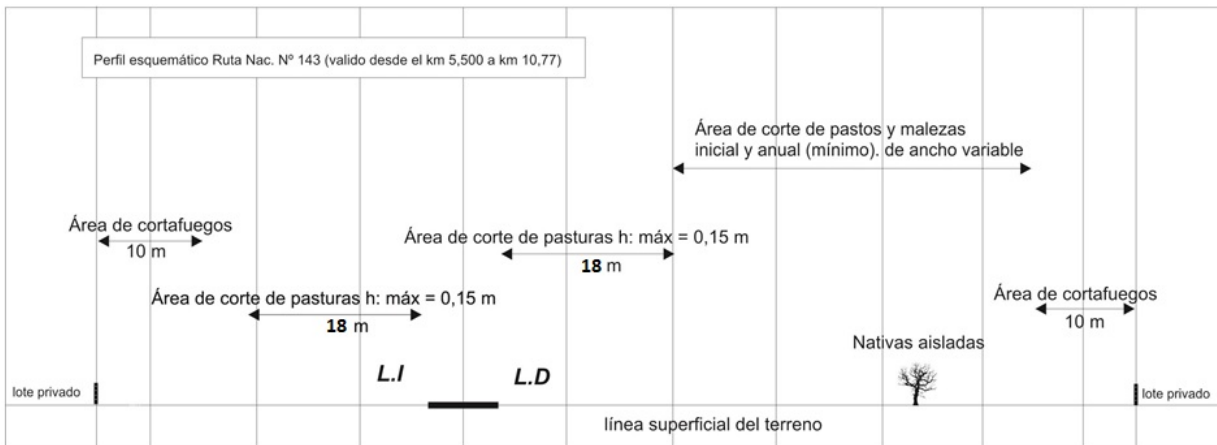 Perfil esquemático Ruta Nac. Nº 143 (valido desde el km 5,500 a km 10,77)
Área de corte de pastos y malezas
inicial y anual (mínimo). de ancho variable
Área de cortafuegos
10 m
Área de corte de pasturas h: máx = 0,15 m
18 m
Área de corte de pasturas h: máx = 0,15 m
18 m
Área de cortafuegos
10 m
Nativas aisladas
L.I
L.D
lote privado
lote privado
línea superficial del terreno